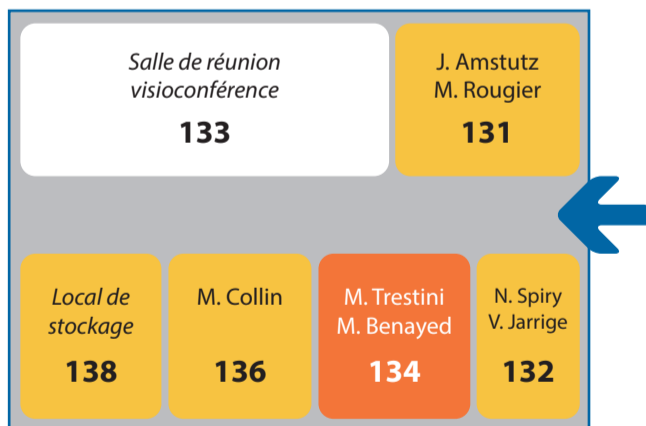 Salle de réunion
visioconférence
133
J. Amstutz
M. Rougier
131
Local de
stockage
138
M. Collin
136
M. Trestini
M. Benayed
134
N. Spiry
V. Jarrige
132